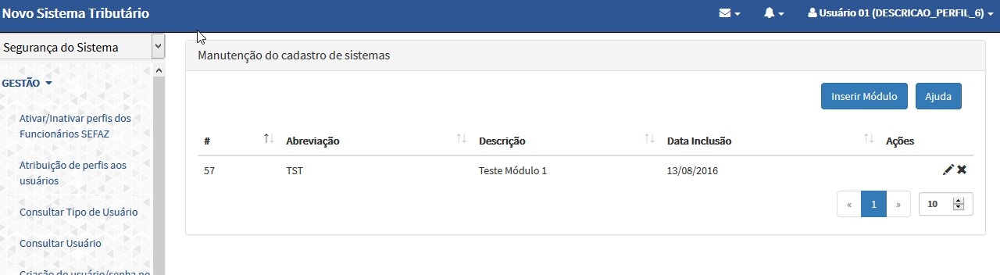 Novo Sistema Tributário
Usuário 01 (DESCRICAO_PERFIL_6)
Segurança do Sistema
GESTÃO
Ativar/Inativar perfis dos
Funcionários SEFAZ
Atribuição de perfis aos
usuários
Consultar Tipo de Usuário
Consultar Usuário
Criação do usuário/senha no
Manutenção do cadastro de sistemas
Inserir Módulo Ajuda
# Abreviação Descrição Data Inclusão Ações
57 TST Teste Módulo 1 13/08/2016
« 1 » 10